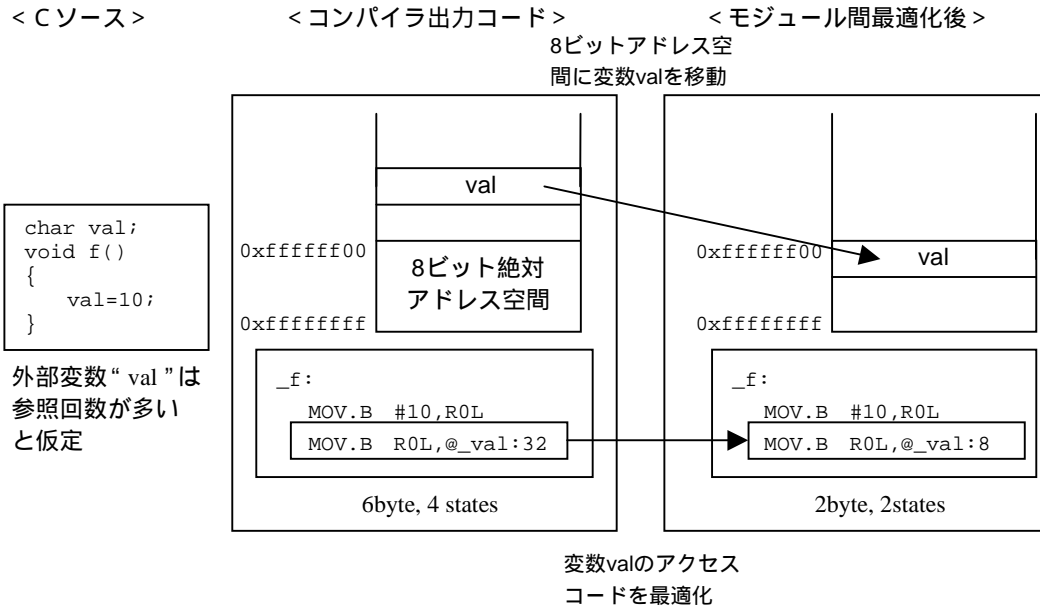 < Cソース>
<コンパイラ出力コード>
<モジュール間最適化後>
8ビットアドレス空
間に変数valを移動
char val;
void f()
{
val=10;
}
外部変数“ val ”は
参照回数が多い
と仮定
val
0xffffff00
8ビット絶対
アドレス空間
0xffffffff
_f:
MOV.B #10,R0L
MOV.B R0L,@_val:32
6byte, 4 states
val
0xffffff00
0xffffffff
_f:
MOV.B #10,R0L
MOV.B R0L,@_val:8
2byte, 2states
変数valのアクセス
コードを最適化